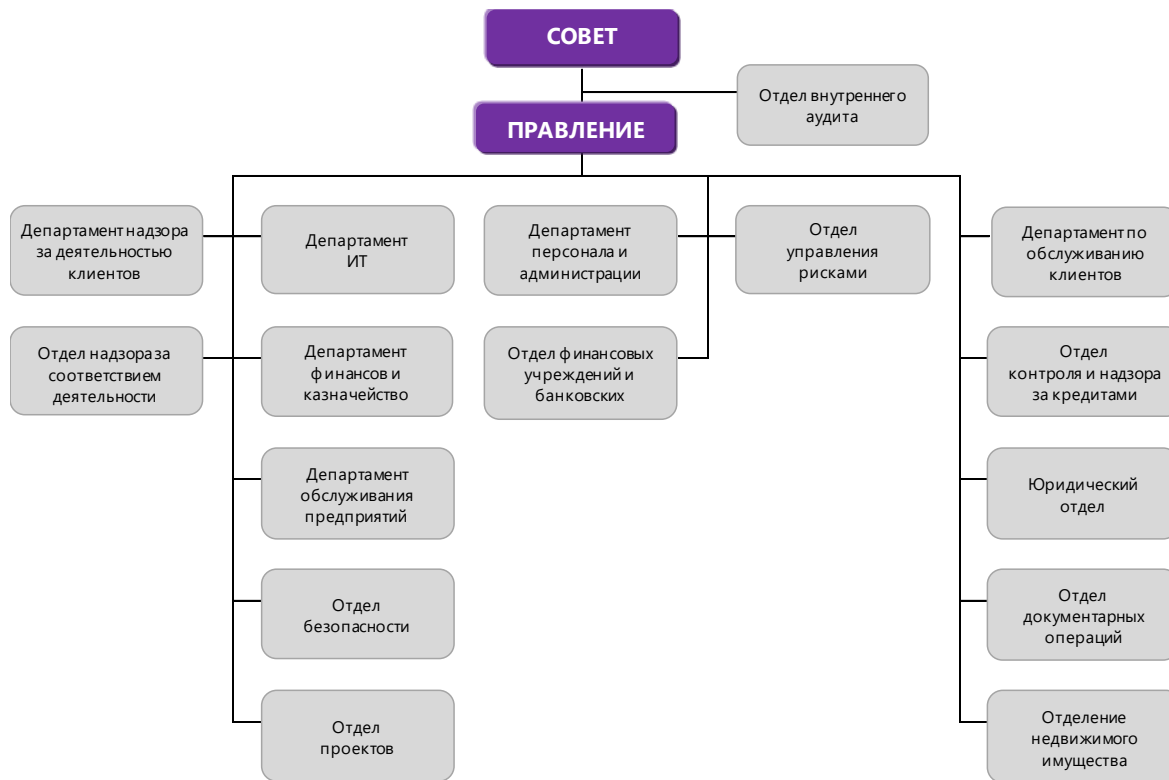 СОВЕТ
Отдел внутреннего
аудита
ПРАВЛЕНИЕ
Департамент надзора
за деятельностью
клиентов
Департамент
ИТ
Департамент
персонала и
администрации
Отдел
управления
рисками
Департамент по
обслуживанию
клиентов
Отдел надзора за
соответствием
деятельности
Департамент
финансов и
казначейство
Отдел финансовых
учреждений и
банковских
Отдел
контроля и надзора
за кредитами
Департамент
обслуживания
предприятий
Юридический
отдел
Отдел
безопасности
Отдел
документарных
операций
Отдел
проектов
Отделение
недвижимого
имущества